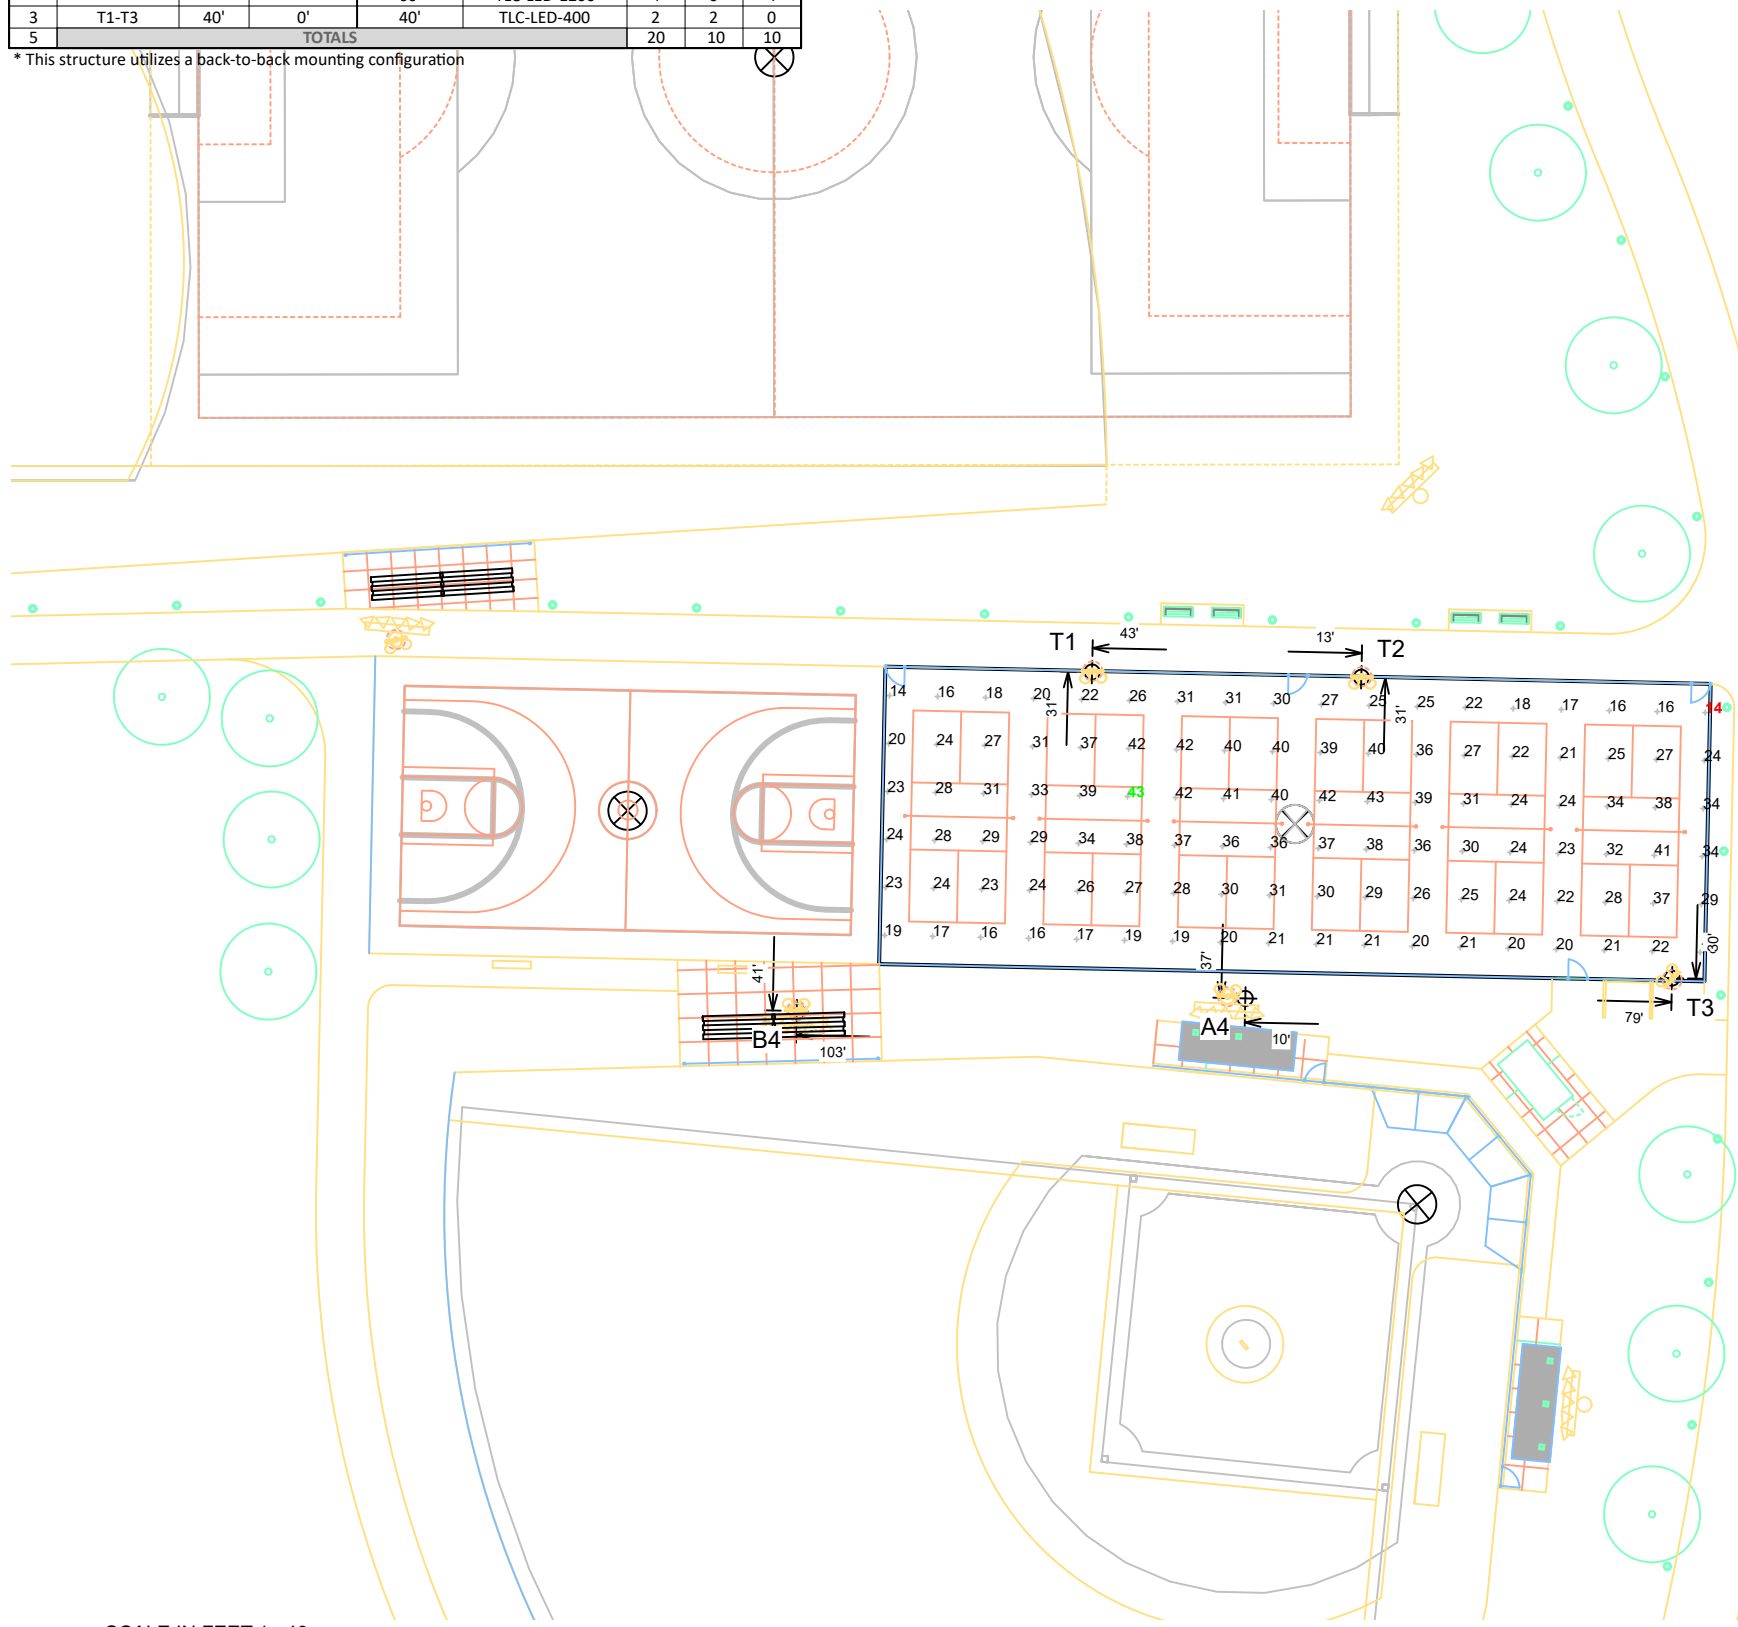 3 T1-T3 40' 0' 40' TLC-LED-400 2 2 0
5 TOTALS 20 10 10
* This structure utilizes a back-to-back mounting configuration
T1 43' 13' T2
14 16 18 20 22 26 31 31 30 27 25 25 22 18 17 16 16 14
31' 31'
20 24 27 31 37 42 42 40 40 39 40 36 27 22 21 25 27 24
23 28 31 33 39 43 42 41 40 42 43 39 31 24 24 34 38 34
24 28 29 29 34 38 37 36 36 37 38 36 30 24 23 32 41 34
23 24 23 24 26 27 28 30 31 30 29 26 25 24 22 28 37 29
19 17 16 16 17 19 19 20 21 21 21 20 21 20 20 21 22
41' 37' 30'
B4 A4 T3
103' 10' 79'